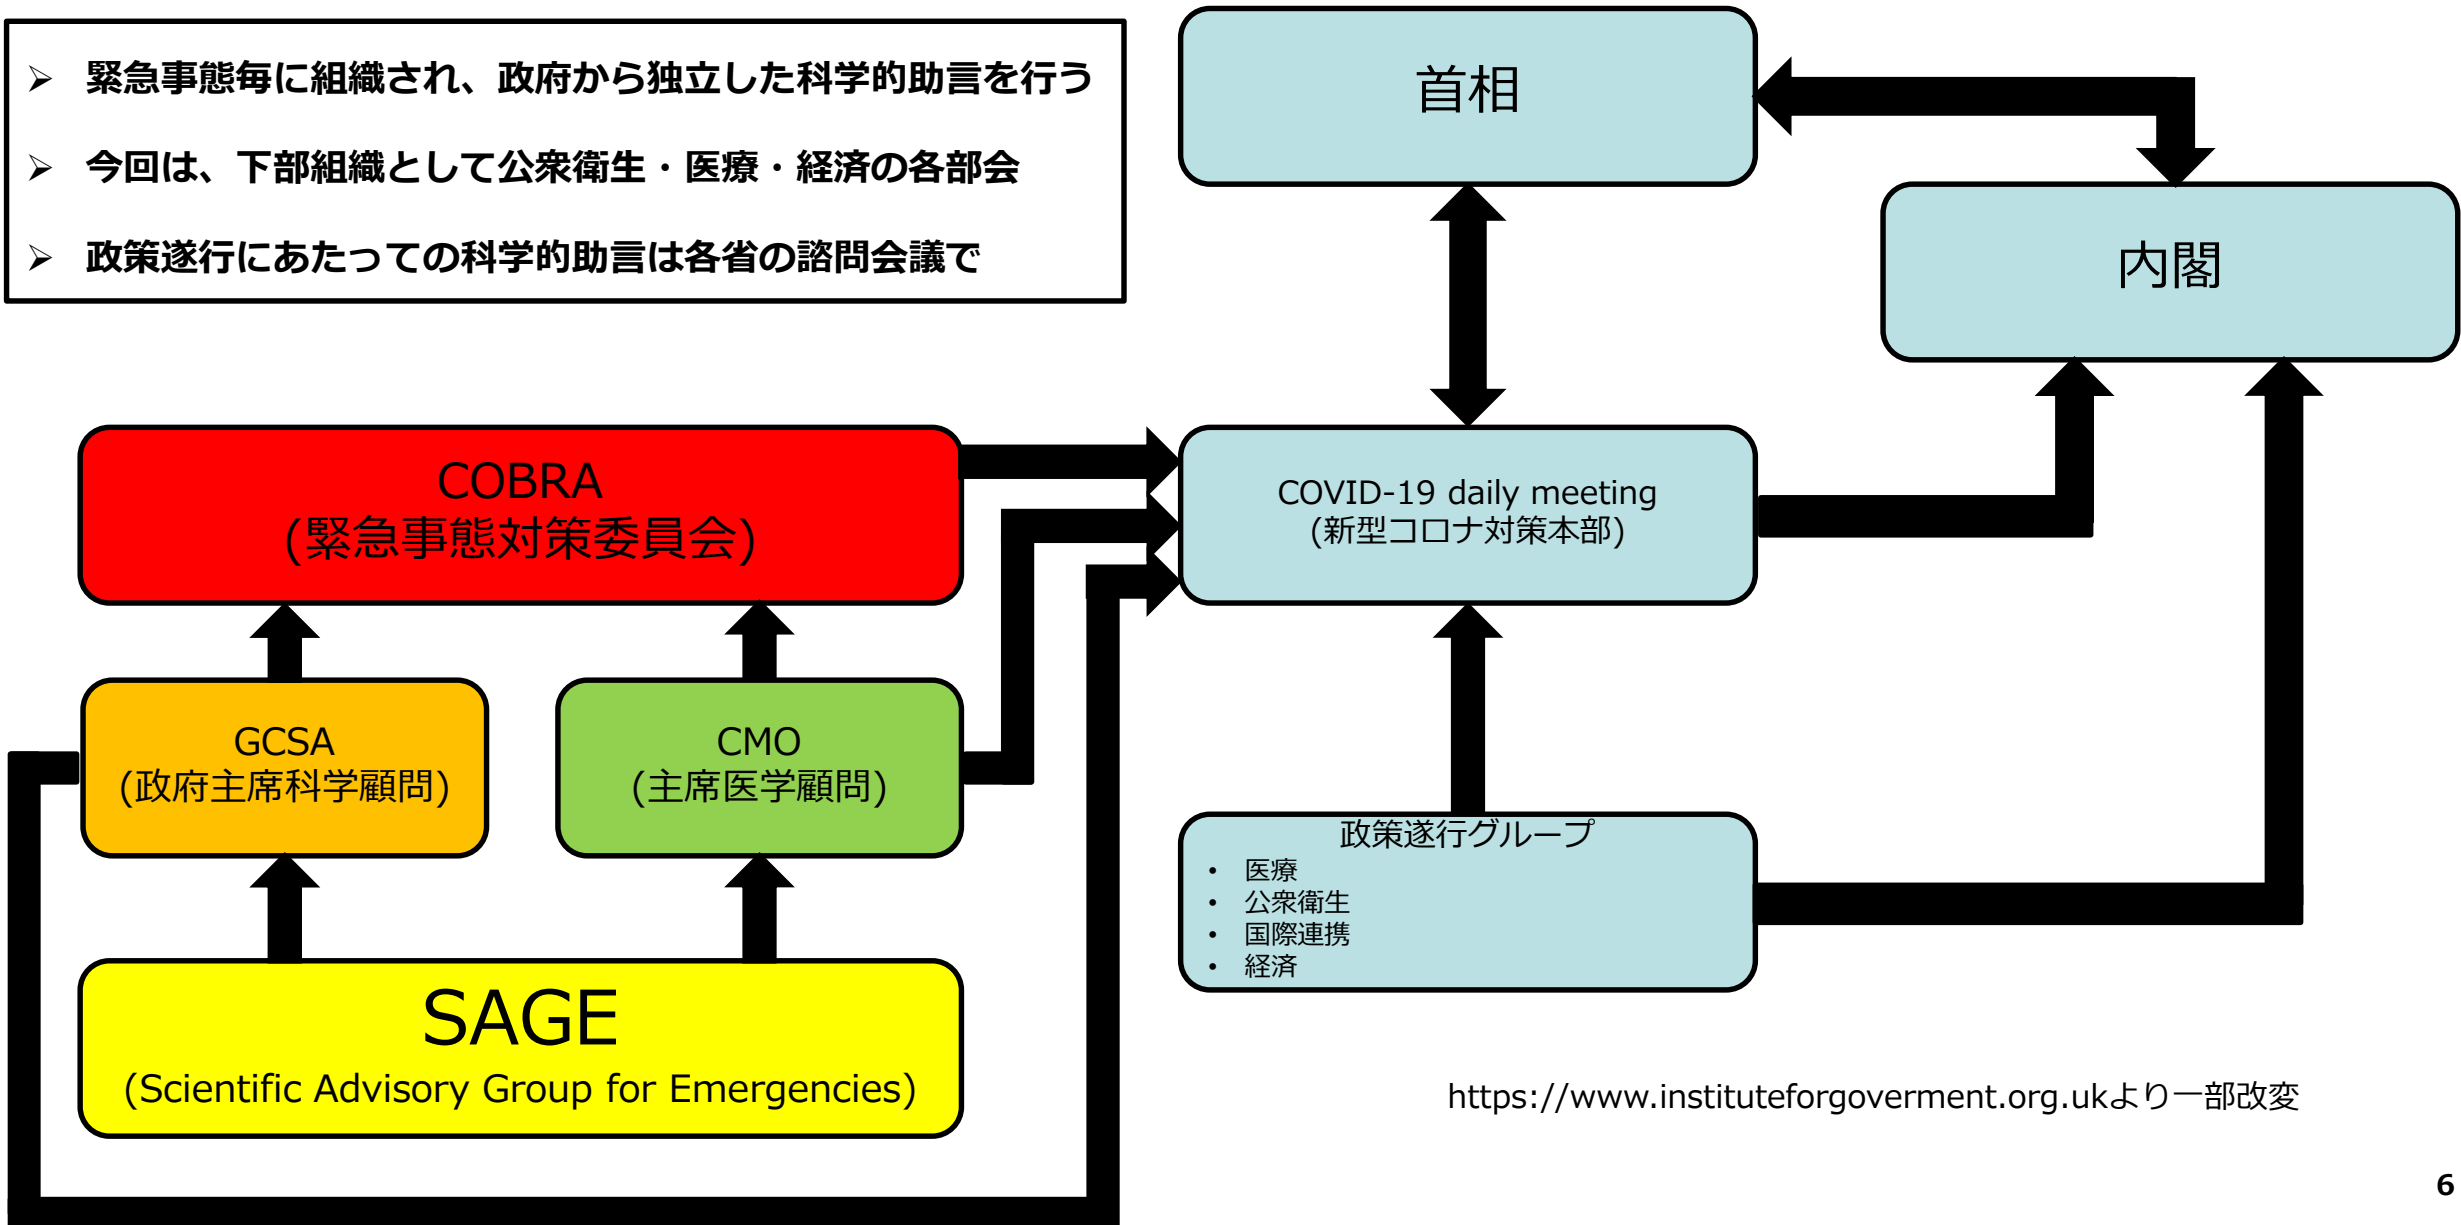 ➢ 緊急事態毎に組織され、政府から独立した科学的助言を行う
➢ 今回は、下部組織として公衆衛生・医療・経済の各部会
➢ 政策遂行にあたっての科学的助言は各省の諮問会議で
首相
内閣
COBRA
(緊急事態対策委員会)
COVID-19 daily meeting
(新型コロナ対策本部)
GCSA
(政府主席科学顧問)
CMO
(主席医学顧問)
政策遂行グループ
• 医療
• 公衆衛生
• 国際連携
• 経済
SAGE
(Scientific Advisory Group for Emergencies)
https://www.instituteforgoverment.org.ukより一部改変
6